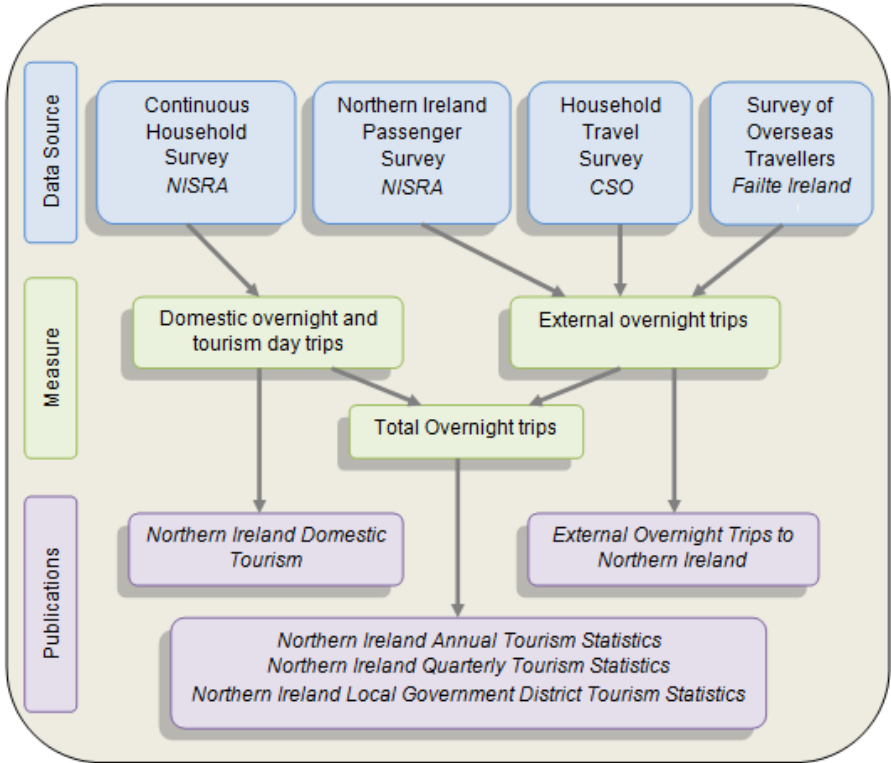 Data Source
Continuous
Household
Survey
NISRA
Northern Ireland
Passenger
Survey
NISRA
Household
Travel
Survey
CSO
Survey of
Overseas
Travellers
Failte Ireland
Measure
Domestic overnight and
tourism day trips
External overnight trips
Total Overnight trips
Publications
Northern Ireland Domestic
Tourism
External Overnight Trips to
Northern Ireland
Northern Ireland Annual Tourism Statistics
Northern Ireland Quarterly Tourism Statistics
Northern Ireland Local Government District Tourism Statistics